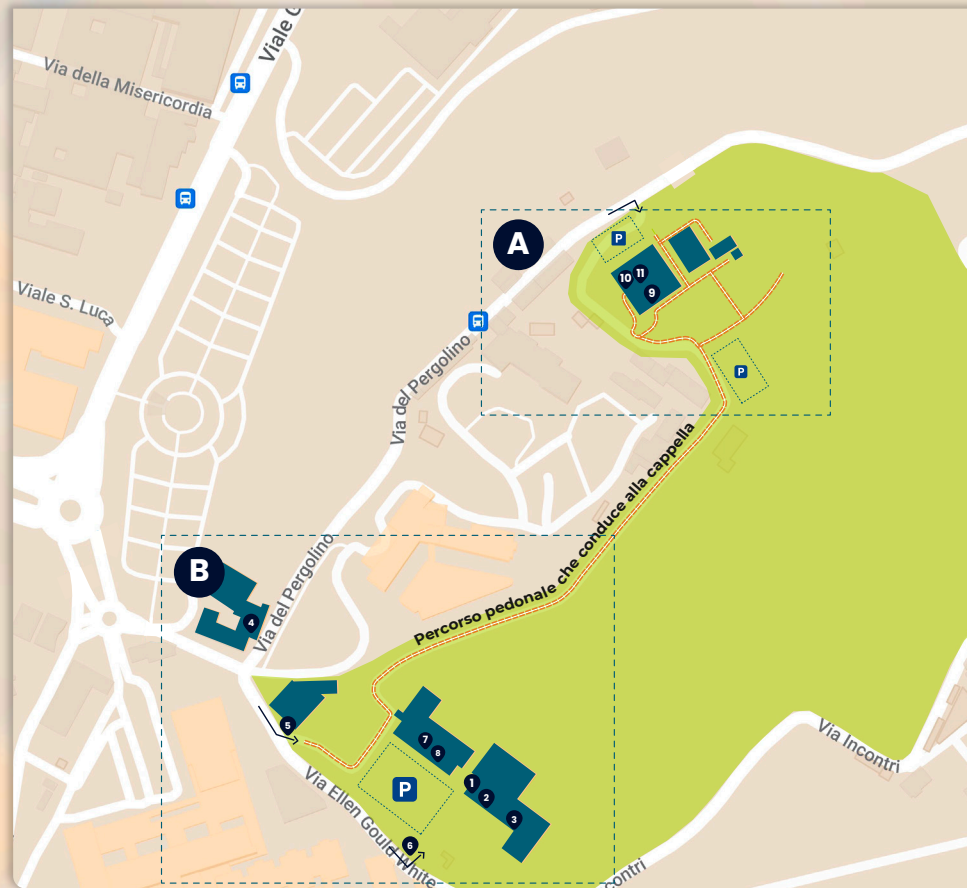 Viale G
Via della Misericordia
Viale S. Luca
A
P
10
11
9
P
Via del Pergolino
Percorso pedonale che conduce alla cappella
B
4
Via del Pergolino
5
7
8
P
1
2
3
6
Via Ellen Gould White
Via Incontri
contri